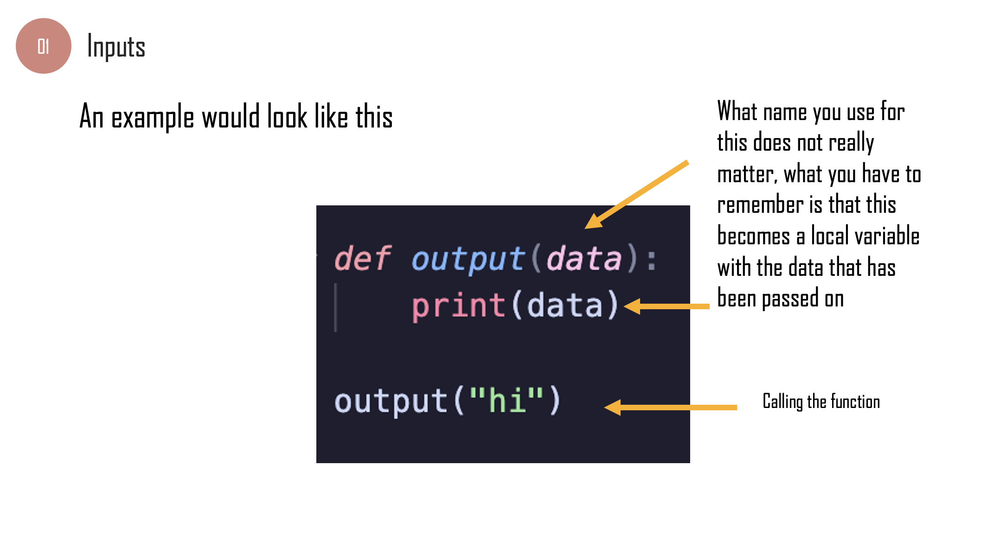 01
Inputs
An example would look like this
What name you use for
this does not really
matter, what you have to
remember is that this
becomes a local variable
with the data that has
been passed on
def output(data):
print(data)
output("hi")
Calling the function